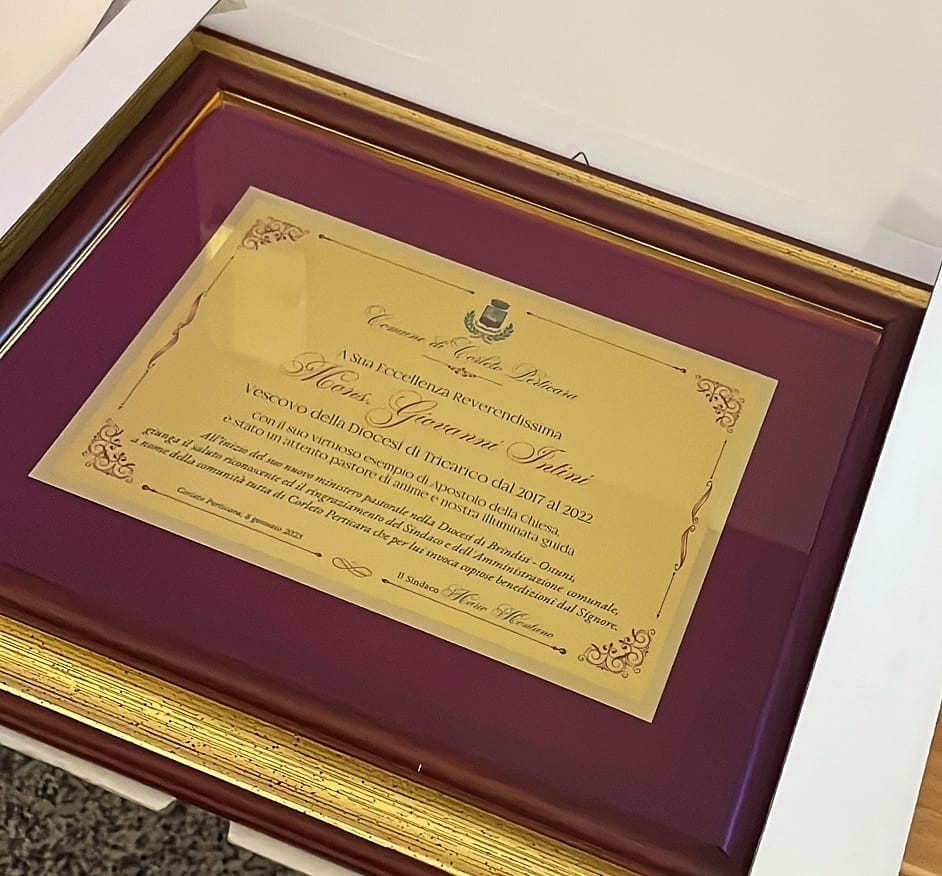 Comune di Corleto Perticara
A Sua Eccellenza Reverendissima
Mons. Giovanni Intini
Vescovo della Diocesi di Tricarico dal 2017 al 2022
con il suo virtuoso esempio di Apostolo della chiesa,
è stato un attento pastore di anime e nostra illuminata guida
All'inizio del suo nuovo ministero pastorale nella Diocesi di Brindisi - Ostuni,
giunga il saluto riconoscente ed il ringraziamento del Sindaco e dell'Amministrazione comunale,
a nome della comunità tutta di Corleto Perticara che per lui invoca copiose benedizioni dal Signore.
Corleto Perticara, 8 gennaio 2023
Il Sindaco Mario Montano